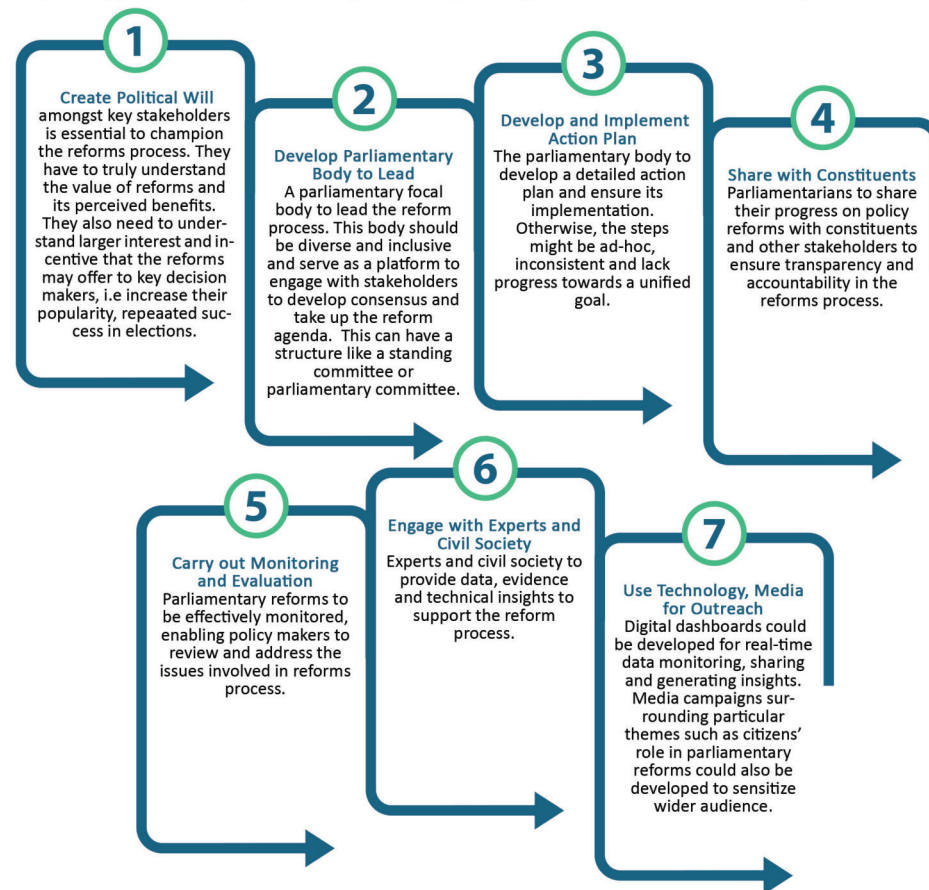 1
Create Political Will
amongst key stakeholders
is essential to champion
the reforms process. They
have to truly understand
the value of reforms and
its perceived benefits.
They also need to under-
stand larger interest and in-
centive that the reforms
may offer to key decision
makers, i.e increase their
popularity, repeaated suc-
cess in elections.
2
Develop Parliamentary
Body to Lead
A parliamentary focal
body to lead the reform
process. This body should
be diverse and inclusive
and serve as a platform to
engage with stakeholders
to develop consensus and
take up the reform
agenda. This can have a
structure like a standing
committee or
parliamentary committee.
3
Develop and Implement
Action Plan
The parliamentary body to
develop a detailed action
plan and ensure its
implementation.
Otherwise, the steps
might be ad-hoc,
inconsistent and lack
progress towards a unified
goal.
4
Share with Constituents
Parliamentarians to share
their progress on policy
reforms with constituents
and other stakeholders to
ensure transparency and
accountability in the
reforms process.
5
Carry out Monitoring
and Evaluation
Parliamentary reforms to
be effectively monitored,
enabling policy makers to
review and address the
issues involved in reforms
process.
6
Engage with Experts and
Civil Society
Experts and civil society to
provide data, evidence
and technical insights to
support the reform
process.
7
Use Technology, Media
for Outreach
Digital dashboards could
be developed for real-time
data monitoring, sharing
and generating insights.
Media campaigns sur-
rounding particular
themes such as citizens’
role in parliamentary
reforms could also be
developed to sensitize
wider audience.